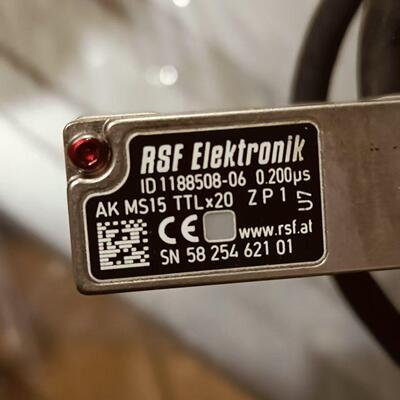 RSF Elektronik
ID 1188508-06 0.200µs
AK MS15 TTLx20 Z P 1 U7
CE www.rsf.at
SN 58 254 621 01